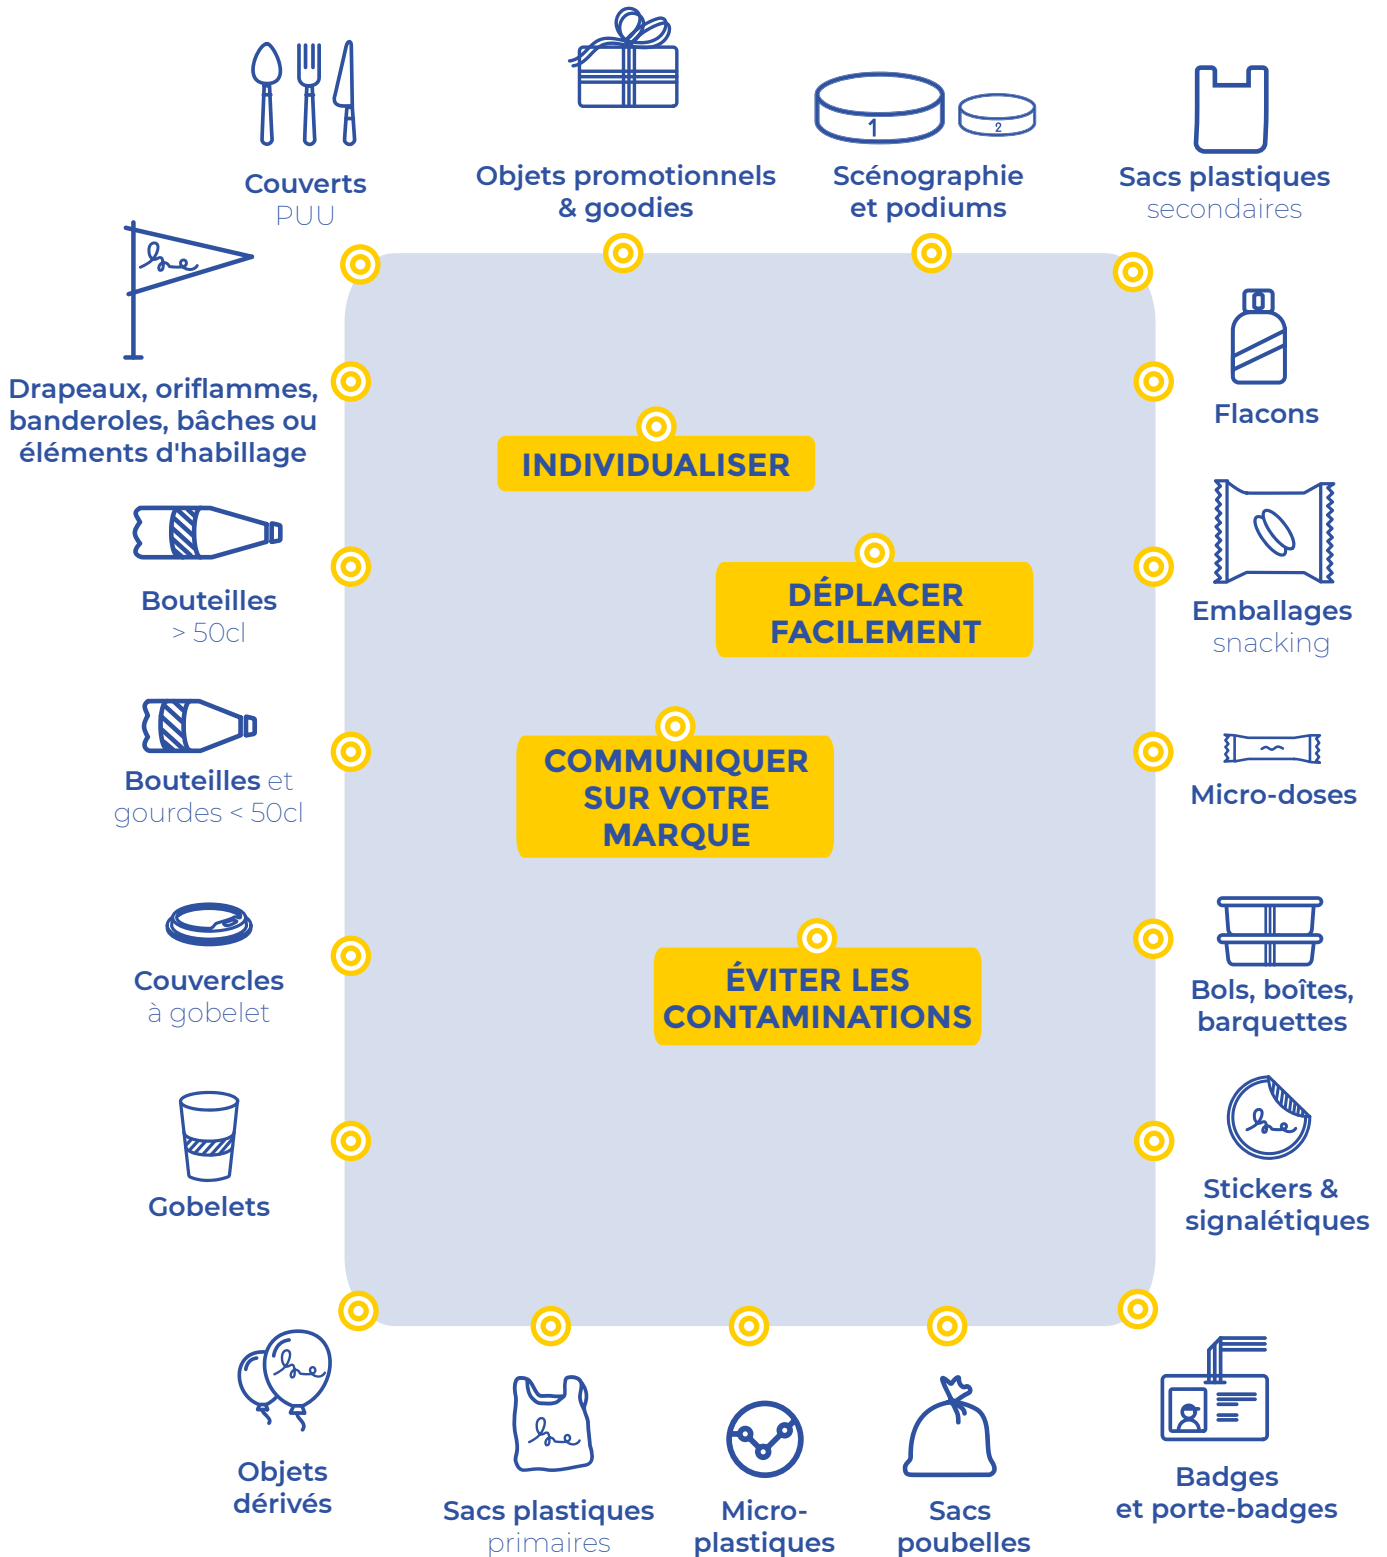 Couverts
PUU
Objets promotionnels
& goodies
Scénographie
et podiums
1
2
Sacs plastiques
secondaires
Drapeaux, oriflammes,
banderoles, bâches ou
éléments d'habillage
Flacons
INDIVIDUALISER
Bouteilles
> 50cl
DÉPLACER
FACILEMENT
Emballages
snacking
Bouteilles et
gourdes < 50cl
COMMUNIQUER
SUR VOTRE
MARQUE
Micro-doses
Couvercles
à gobelet
ÉVITER LES
CONTAMINATIONS
Bols, boîtes,
barquettes
Gobelets
Stickers &
signalétiques
Objets
dérivés
Sacs plastiques
primaires
Micro-
plastiques
Sacs
poubelles
Badges
et porte-badges